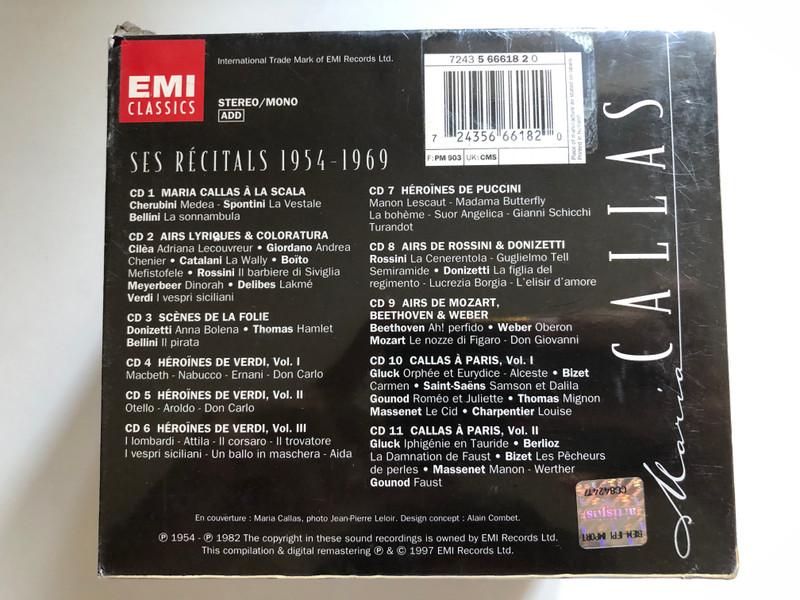 EMI
CLASSICS
International Trade Mark of EMI Records Ltd.
STEREO/MONO
ADD
7243 5 66618 2 0
7 24356 66182 0
F: PM 903 UK: CMS
SES RÉCITALS 1954-1969
CD 1 MARIA CALLAS À LA SCALA
Cherubini Medea - Spontini La Vestale
Bellini La sonnambula
CD 2 AIRS LYRIQUES & COLORATURA
Cilèa Adriana Lecouvreur • Giordano Andrea
Chenier • Catalani La Wally • Boïto
Mefistofele • Rossini Il barbiere di Siviglia
Meyerbeer Dinorah • Delibes Lakmé
Verdi I vespri siciliani
CD 3 SCÈNES DE LA FOLIE
Donizetti Anna Bolena • Thomas Hamlet
Bellini Il pirata
CD 4 HÉROÏNES DE VERDI, Vol. I
Macbeth - Nabucco - Ernani - Don Carlo
CD 5 HÉROÏNES DE VERDI, Vol. II
Otello - Aroldo - Don Carlo
CD 6 HÉROÏNES DE VERDI, Vol. III
I lombardi - Attila - Il corsaro - Il trovatore
I vespri siciliani - Un ballo in maschera - Aida
CD 7 HÉROÏNES DE PUCCINI
Manon Lescaut - Madama Butterfly
La bohème - Suor Angelica - Gianni Schicchi
Turandot
CD 8 AIRS DE ROSSINI & DONIZETTI
Rossini La Cenerentola - Guglielmo Tell
Semiramide • Donizetti La figlia del
regimento - Lucrezia Borgia - L'elisir d'amore
CD 9 AIRS DE MOZART,
BEETHOVEN & WEBER
Beethoven Ah! perfido • Weber Oberon
Mozart Le nozze di Figaro - Don Giovanni
CD 10 CALLAS À PARIS, Vol. I
Gluck Orphée et Eurydice - Alceste • Bizet
Carmen • Saint-Saëns Samson et Dalila
Gounod Roméo et Juliette • Thomas Mignon
Massenet Le Cid • Charpentier Louise
CD 11 CALLAS À PARIS, Vol. II
Gluck Iphigénie en Tauride • Berlioz
La Damnation de Faust • Bizet Les Pêcheurs
de perles • Massenet Manon - Werther
Gounod Faust
Maria CALLAS
CC842477
artisjus
BIEM-IFPI IMPORT
En couverture : Maria Callas, photo Jean-Pierre Leloir. Design concept : Alain Combet.
℗ 1954 - ℗ 1982 The copyright in these sound recordings is owned by EMI Records Ltd.
This compilation & digital remastering ℗ & © 1997 EMI Records Ltd.